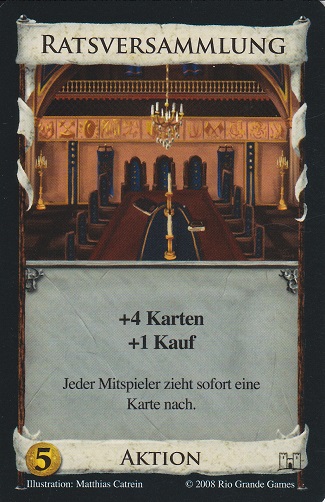 RATSVERSAMMLUNG
+4 Karten
+1 Kauf
Jeder Mitspieler zieht sofort eine
Karte nach.
5 AKTION
Illustration: Matthias Catrein © 2008 Rio Grande Games